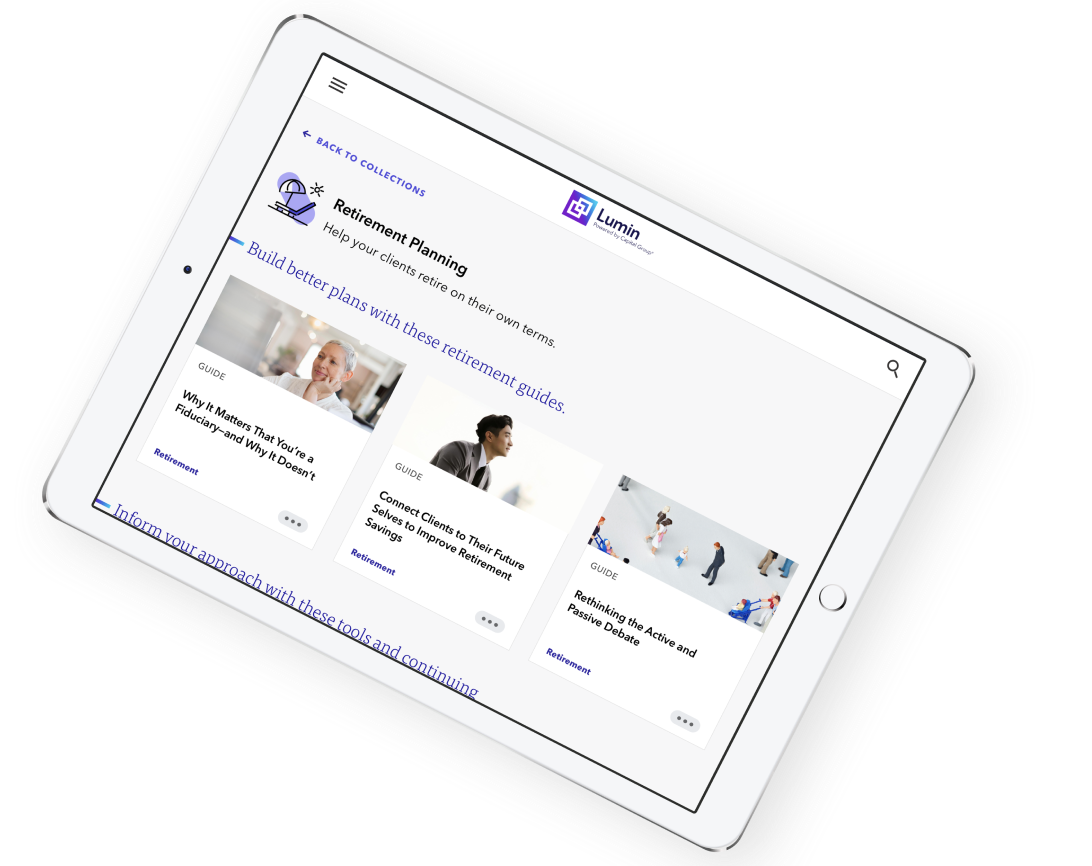 Lumin
Powered by Capital Group®
BACK TO COLLECTIONS
Retirement Planning
Help your clients retire on their own terms.
Build better plans with these retirement guides.
GUIDE
Why It Matters That You’re a
Fiduciary—and Why It Doesn’t
Retirement
GUIDE
Connect Clients to Their Future
Selves to Improve Retirement
Savings
Retirement
GUIDE
Rethinking the Active and
Passive Debate
Retirement
Inform your approach with these tools and continuing